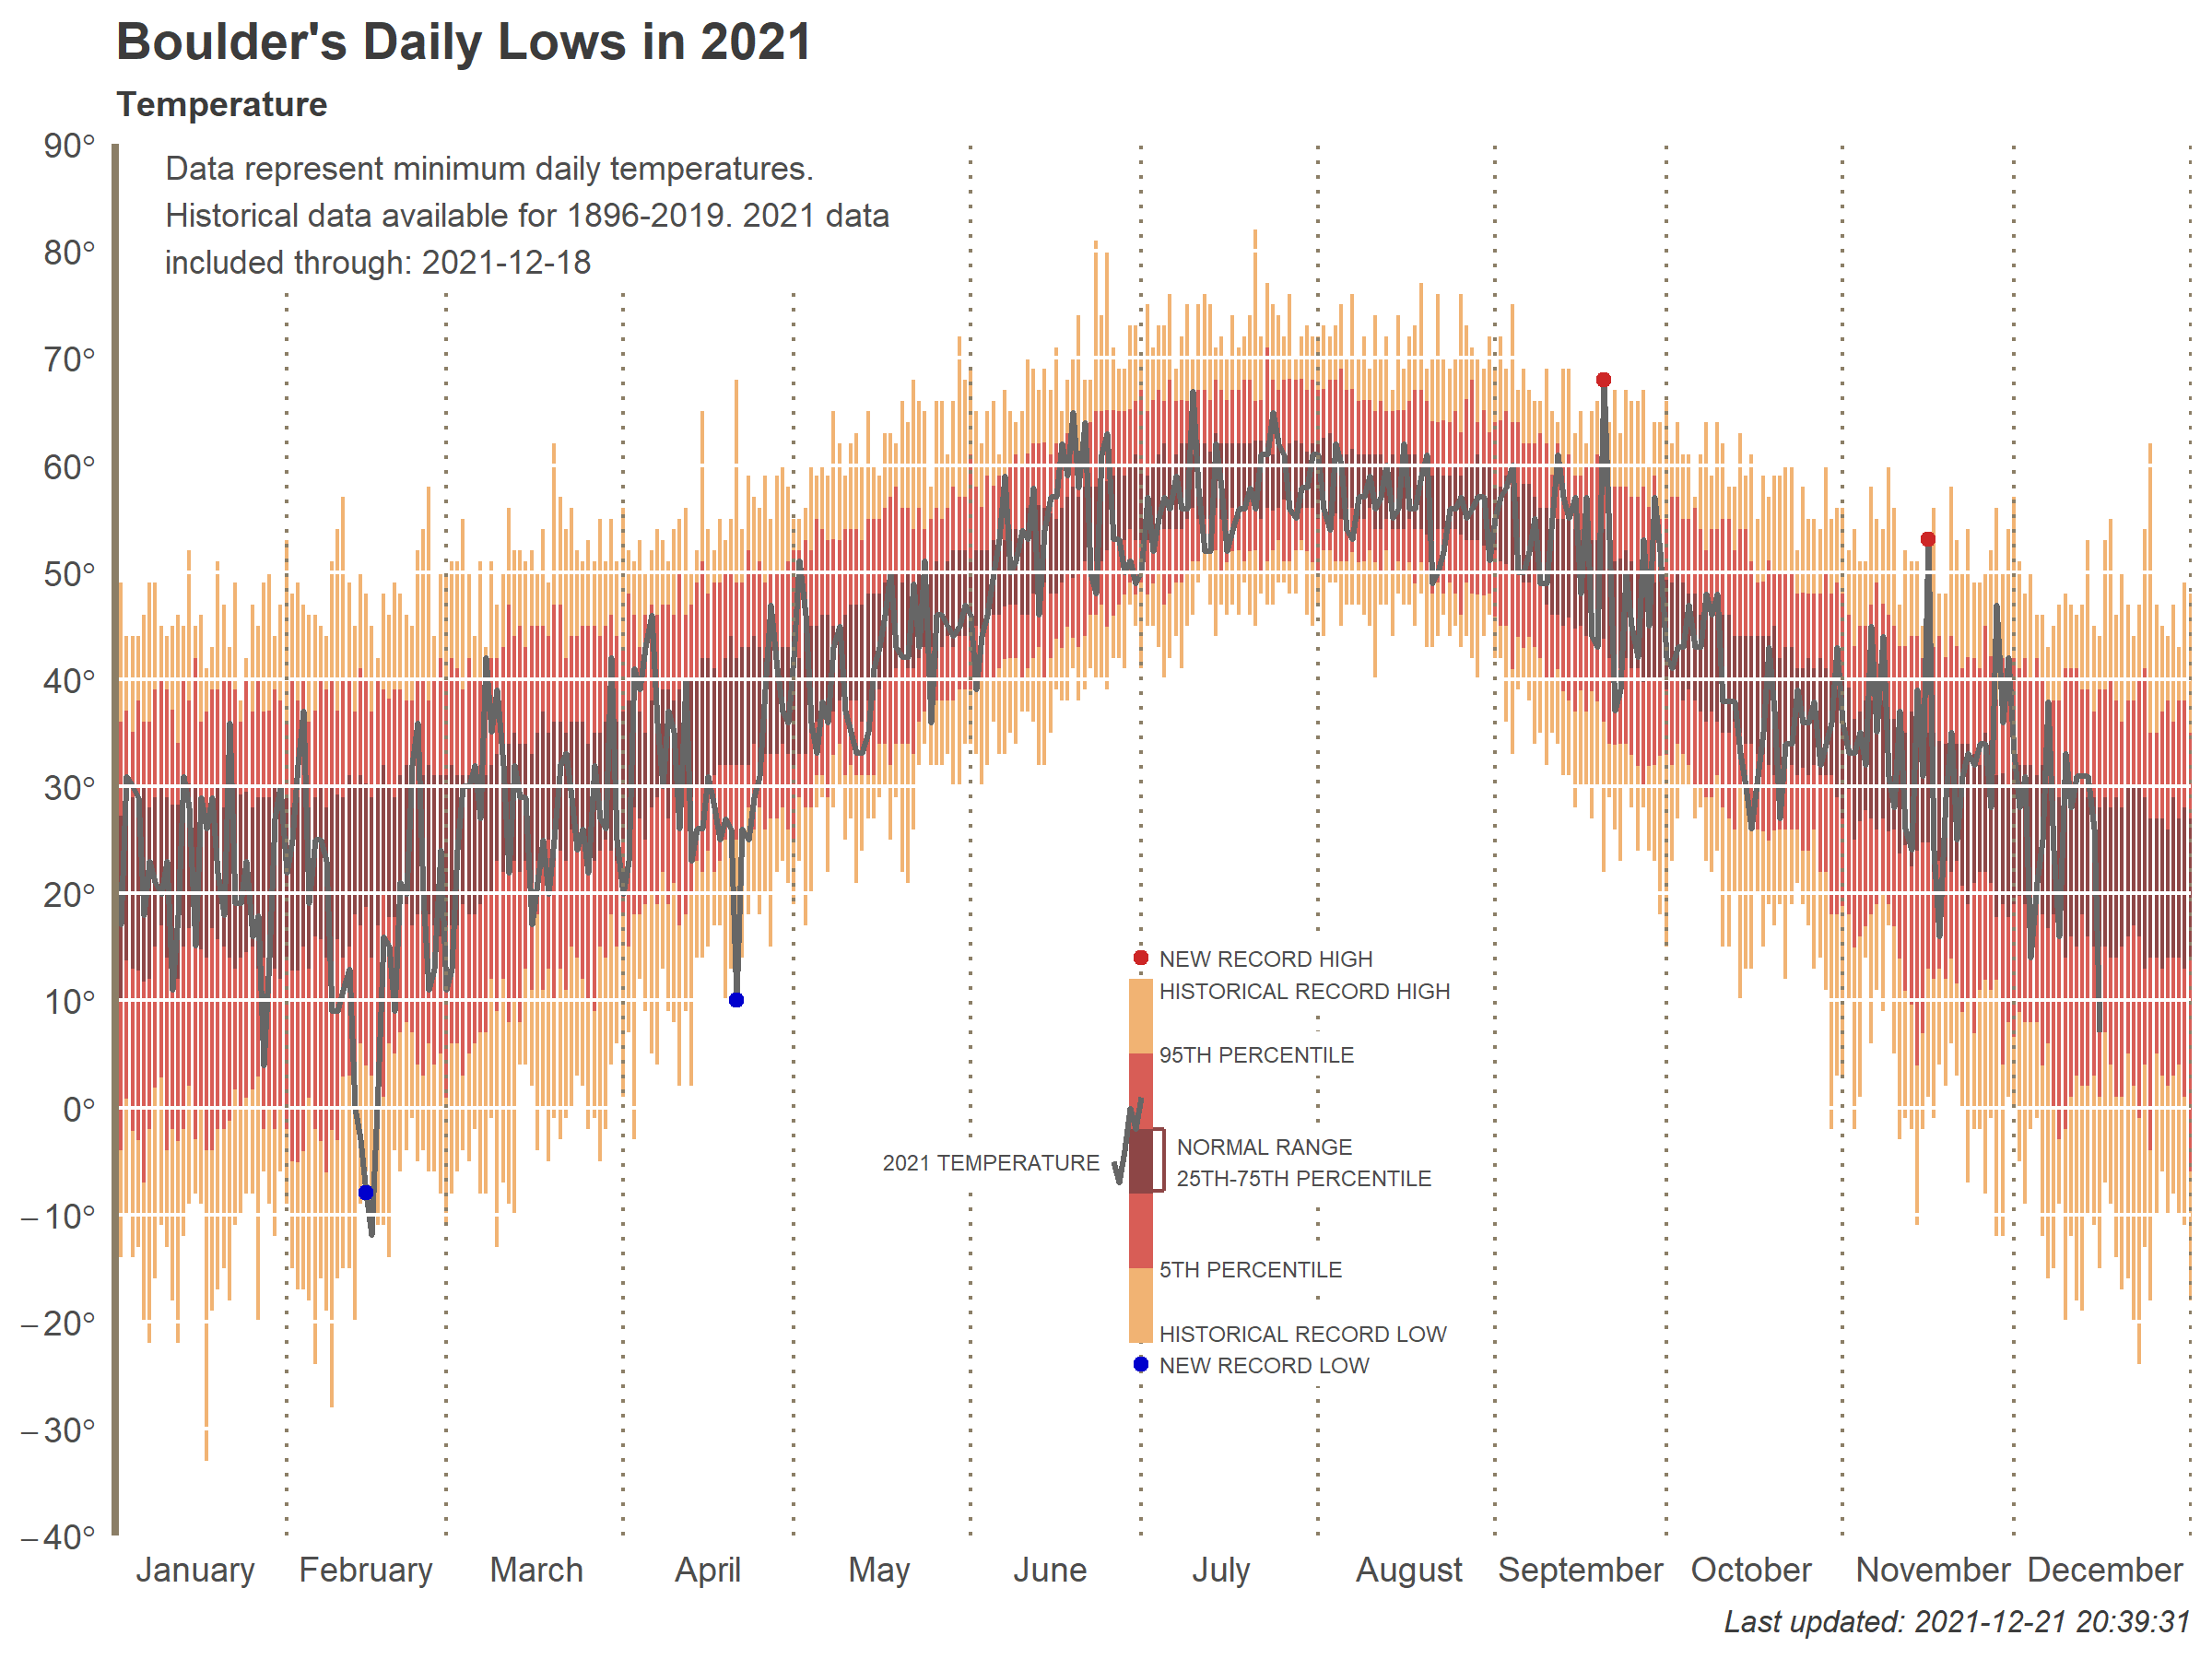 Boulder's Daily Lows in 2021
Temperature
90°
80°
70°
60°
50°
40°
30°
20°
10°
0°
−10°
−20°
−30°
−40°
Data represent minimum daily temperatures.
Historical data available for 1896-2019. 2021 data
included through: 2021-12-18
NEW RECORD HIGH
HISTORICAL RECORD HIGH
95TH PERCENTILE
2021 TEMPERATURE
NORMAL RANGE
25TH-75TH PERCENTILE
5TH PERCENTILE
HISTORICAL RECORD LOW
NEW RECORD LOW
January February March April May June July August September October November December
Last updated: 2021-12-21 20:39:31